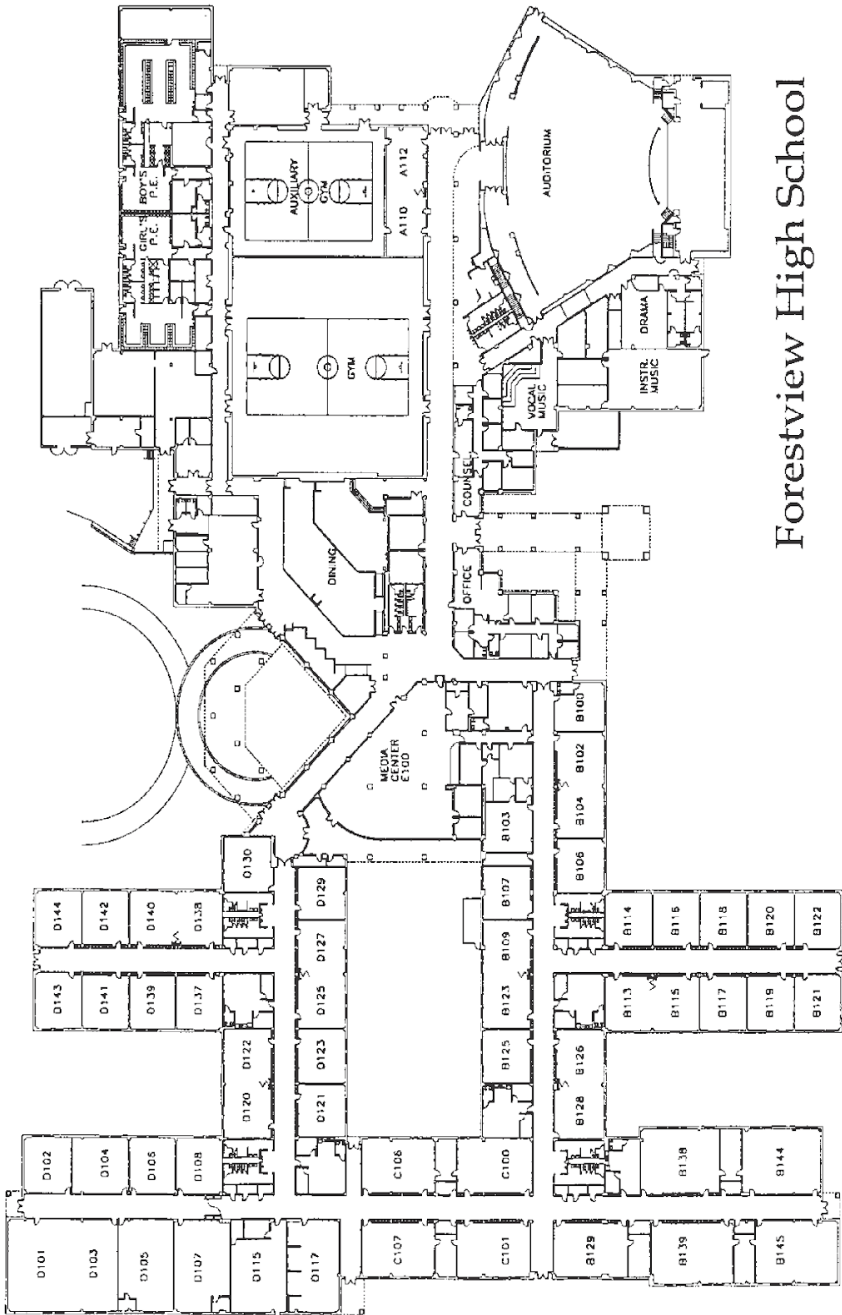 D101
D102
D143
D144
D103
D104
D141
D142
D105
D106
D139
D140
GIRL'S
P.E.
BOY'S
P.E.
D107
D108
D137
D138
D115
D120
D122
D130
D117
D121
D123
D125
D127
D129
DINING
GYM
AUXILIARY
GYM
C107
C106
MEDIA
CENTER
E100
A110
A112
C101
C100
B125
B123
B109
B107
B103
OFFICE
COUNSEL
B129
B128
B126
B106
B104
B102
B100
VOCAL
MUSIC
AUDITORIUM
B113
B114
B139
B138
B115
B116
INSTR.
MUSIC
DRAMA
B117
B118
B119
B120
B145
B144
B121
B122
Forestview High School